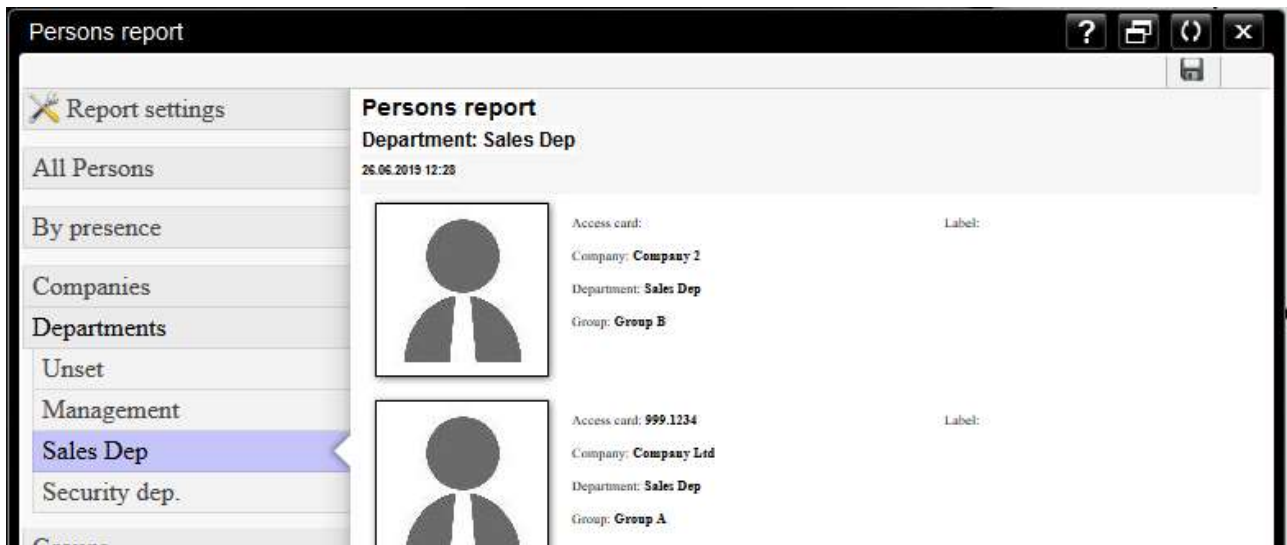 Persons report
?
Report settings
All Persons
By presence
Companies
Departments
Unset
Management
Sales Dep
Security dep.
Persons report
Department: Sales Dep
26.06.2019 12:28
Access card:
Label:
Company: Company 2
Department: Sales Dep
Group: Group B
Access card: 999.1234
Label:
Company: Company Ltd
Department: Sales Dep
Group: Group A